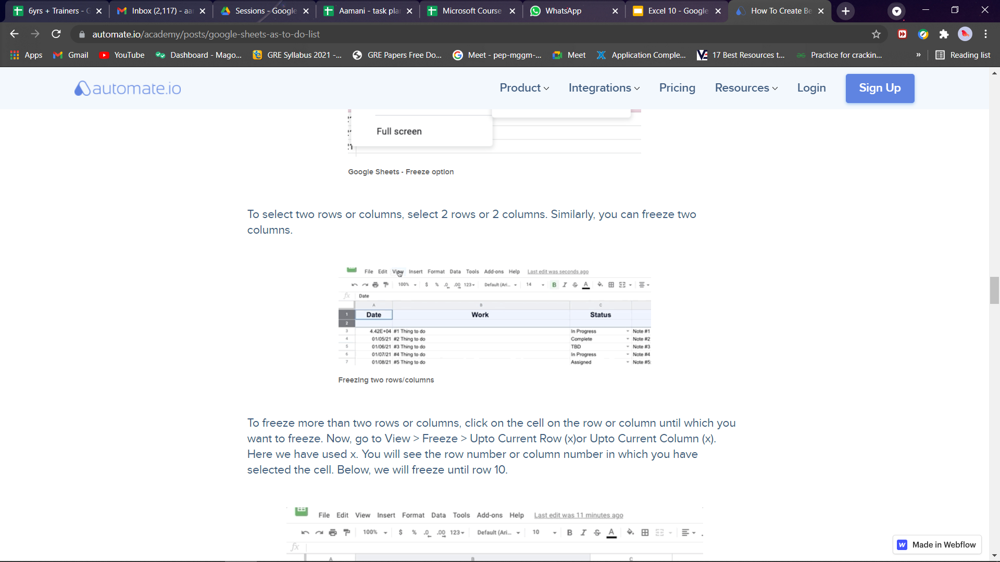 6yrs + Trainers - G
Inbox (2,117) - aa
Sessions - Google
Aamani - task pla
Microsoft Course
WhatsApp
Excel 10 - Google
How To Create Be
automate.io/academy/posts/google-sheets-as-to-do-list
Apps
Gmail
YouTube
Dashboard - Mago...
GRE Syllabus 2021 -...
GRE Papers Free Do...
Meet - pep-mggm-...
Meet
Application Comple...
17 Best Resources t...
Practice for crackin...
»
Reading list
automate.io
Product
Integrations
Pricing
Resources
Login
Sign Up
Full screen
Google Sheets - Freeze option
To select two rows or columns, select 2 rows or 2 columns. Similarly, you can freeze two
columns.
File Edit View Insert Format Data Tools Add-ons Help Last edit was seconds ago
100% $ % .0 .00 123 Default (Ari... 14 B I S A
fx Date
A B C
1 Date Work Status
2
3 4.42E+04 #1 Thing to do In Progress Note #1
4 01/05/21 #2 Thing to do Complete Note #2
5 01/06/21 #3 Thing to do TBD Note #3
6 01/07/21 #4 Thing to do In Progress Note #4
7 01/08/21 #5 Thing to do Assigned Note #5:
Freezing two rows/columns
To freeze more than two rows or columns, click on the cell on the row or column until which you
want to freeze. Now, go to View > Freeze > Upto Current Row (x)or Upto Current Column (x).
Here we have used x. You will see the row number or column number in which you have
selected the cell. Below, we will freeze until row 10.
File Edit View Insert Format Data Tools Add-ons Help Last edit was 11 minutes ago
100% $ % .0 .00 123 Default (Ari... 10 B I S A
fx
A B C
Made in Webflow